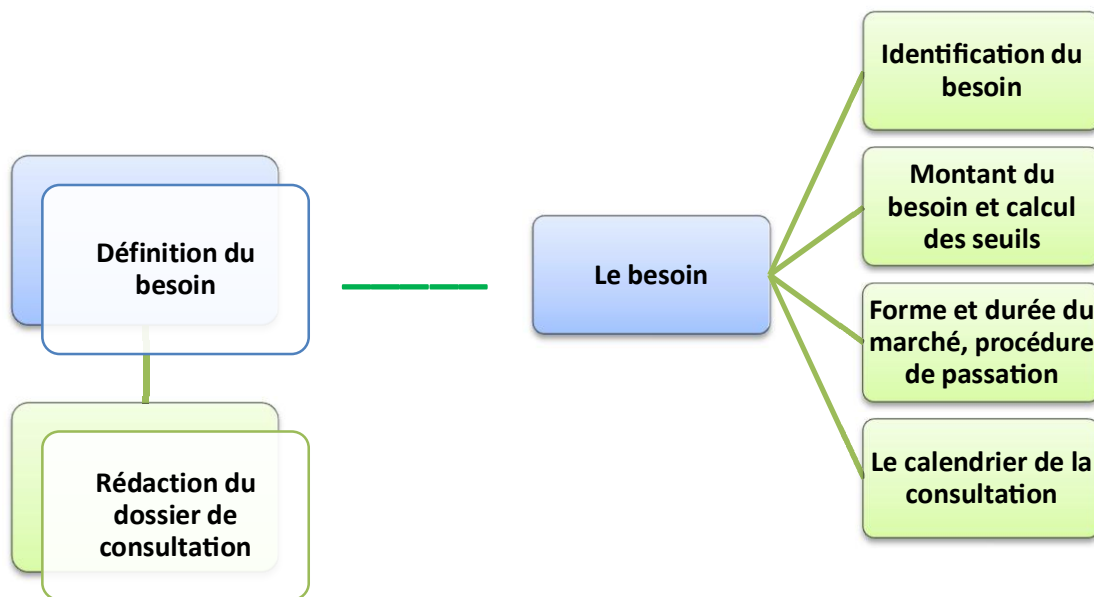 Définition du
besoin
Rédaction du
dossier de
consultation
Le besoin
Identification du
besoin
Montant du
besoin et calcul
des seuils
Forme et durée du
marché, procédure
de passation
Le calendrier de la
consultation